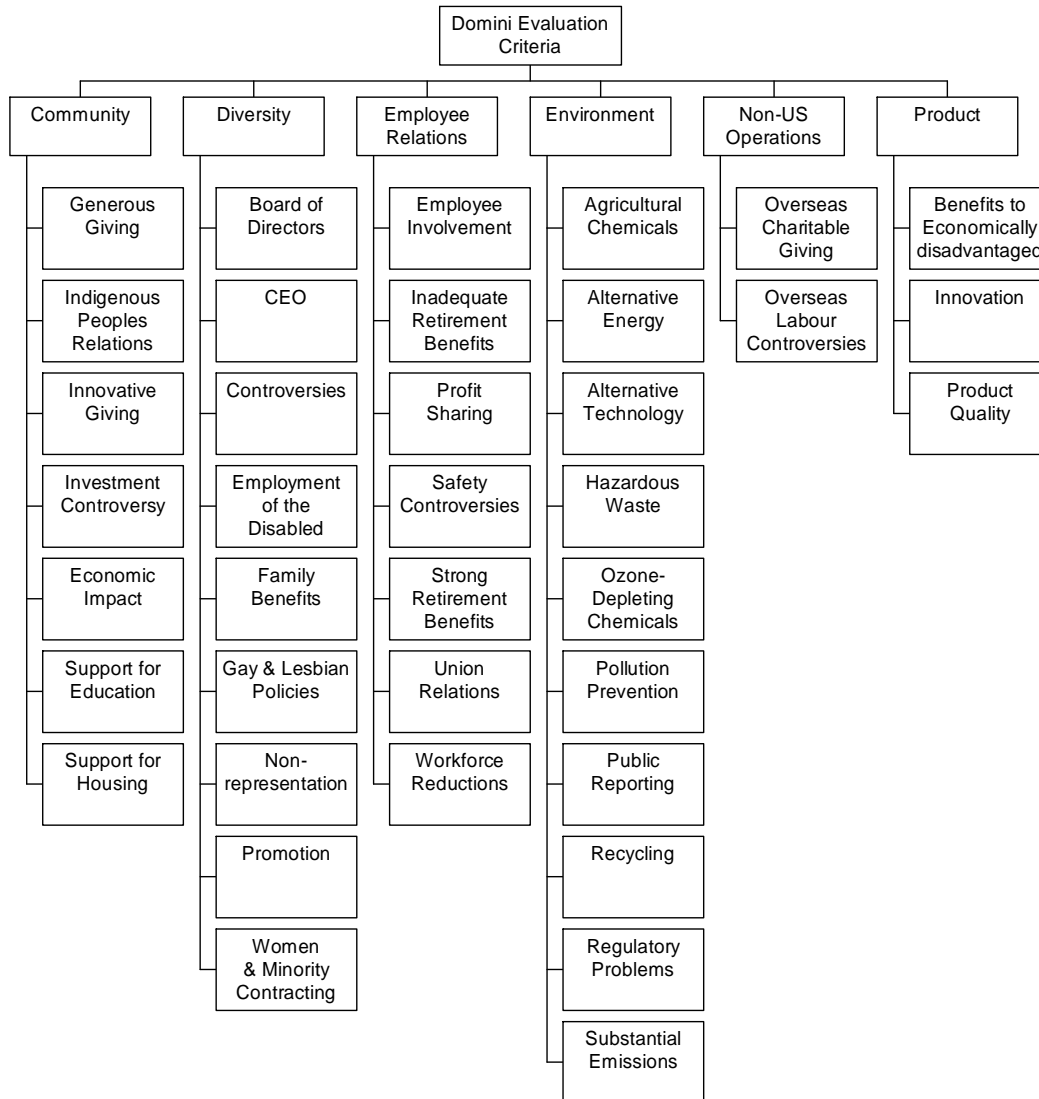 Domini Evaluation
Criteria
Community
Diversity
Employee
Relations
Environment
Non-US
Operations
Product
Generous
Giving
Indigenous
Peoples
Relations
Innovative
Giving
Investment
Controversy
Economic
Impact
Support for
Education
Support for
Housing
Board of
Directors
CEO
Controversies
Employment
of the
Disabled
Family
Benefits
Gay & Lesbian
Policies
Non-
representation
Promotion
Women
& Minority
Contracting
Employee
Involvement
Inadequate
Retirement
Benefits
Profit
Sharing
Safety
Controversies
Strong
Retirement
Benefits
Union
Relations
Workforce
Reductions
Agricultural
Chemicals
Alternative
Energy
Alternative
Technology
Hazardous
Waste
Ozone-
Depleting
Chemicals
Pollution
Prevention
Public
Reporting
Recycling
Regulatory
Problems
Substantial
Emissions
Overseas
Charitable
Giving
Overseas
Labour
Controversies
Benefits to
Economically
disadvantaged
Innovation
Product
Quality